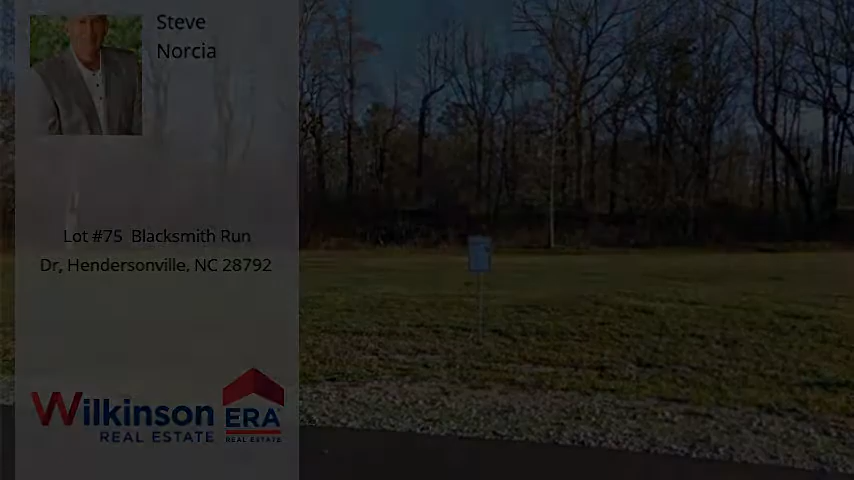 Steve
Norcia
Lot #75 Blacksmith Run
Dr, Hendersonville, NC 28792
Wilkinson ERA
REAL ESTATE REAL ESTATE